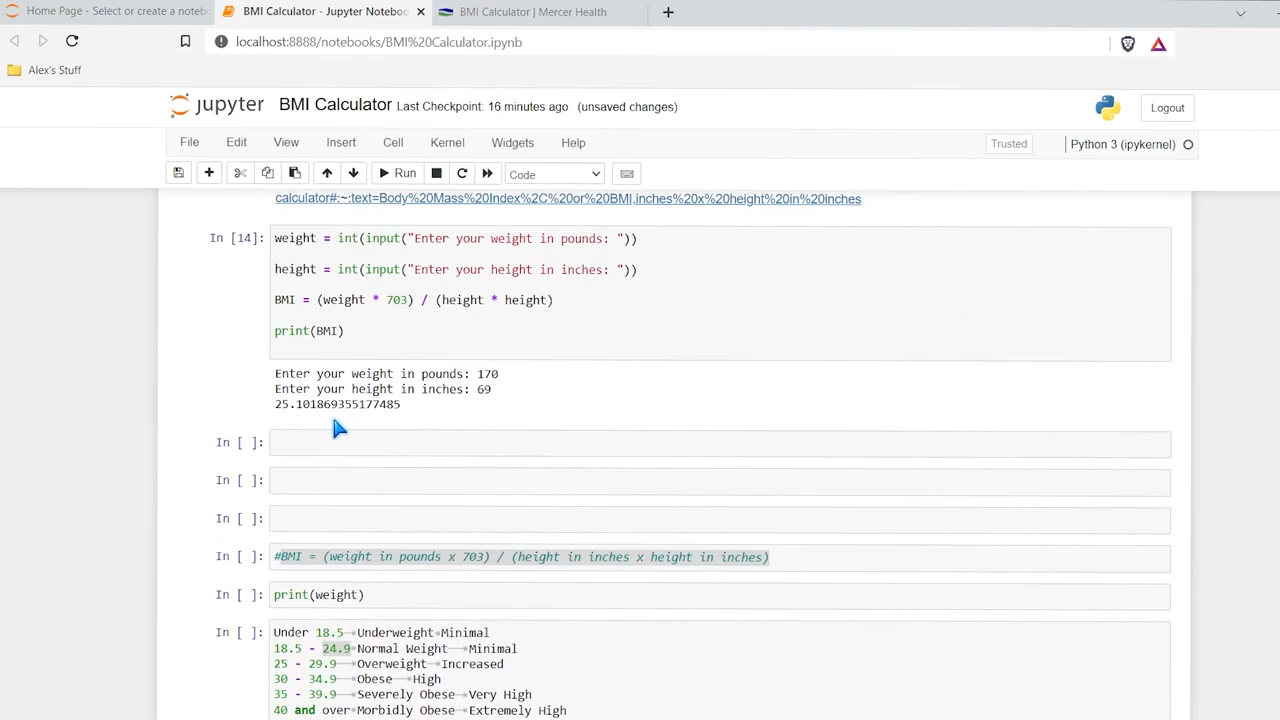 Home Page - Select or create a noteb
BMI Calculator - Jupyter Noteboo
BMI Calculator | Mercer Health
localhost:8888/notebooks/BMI%20Calculator.ipynb
Alex's Stuff
jupyter BMI Calculator Last Checkpoint: 16 minutes ago (unsaved changes)
Logout
File Edit View Insert Cell Kernel Widgets Help
Trusted
Python 3 (ipykernel)
Run
Code
calculator#:~:text=Body%20Mass%20Index%2C%20or%20BMI,inches%20x%20height%20in%20inches
In [14]: weight = int(input("Enter your weight in pounds: "))
height = int(input("Enter your height in inches: "))
BMI = (weight * 703) / (height * height)
print(BMI)
Enter your weight in pounds: 170
Enter your height in inches: 69
25.101869355177485
In [ ]:
In [ ]:
In [ ]:
In [ ]: #BMI = (weight in pounds x 703) / (height in inches x height in inches)
In [ ]: print(weight)
In [ ]: Under 18.5 Underweight Minimal
18.5 - 24.9 Normal Weight Minimal
25 - 29.9 Overweight Increased
30 - 34.9 Obese High
35 - 39.9 Severely Obese Very High
40 and over Morbidly Obese Extremely High